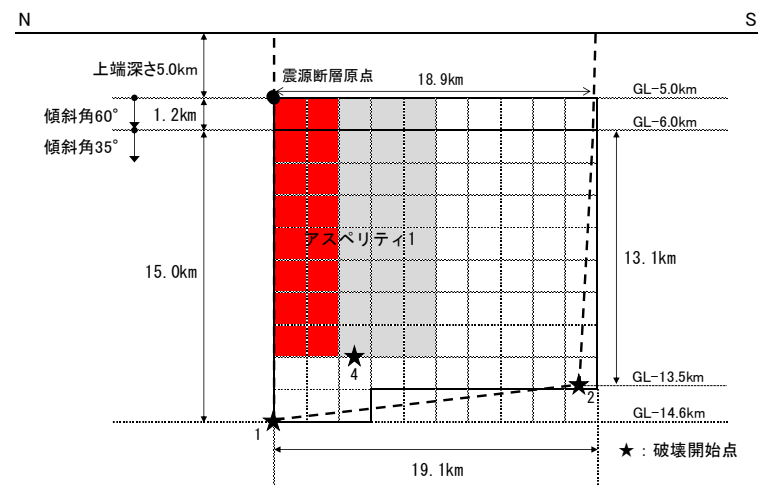 N
S
上端深さ5.0km
震源断層原点
18.9km
GL-5.0km
傾斜角60°
1.2km
GL-6.0km
傾斜角35°
アスペリティ1
15.0km
13.1km
4
GL-13.5km
2
GL-14.6km
1
★：破壊開始点
19.1km